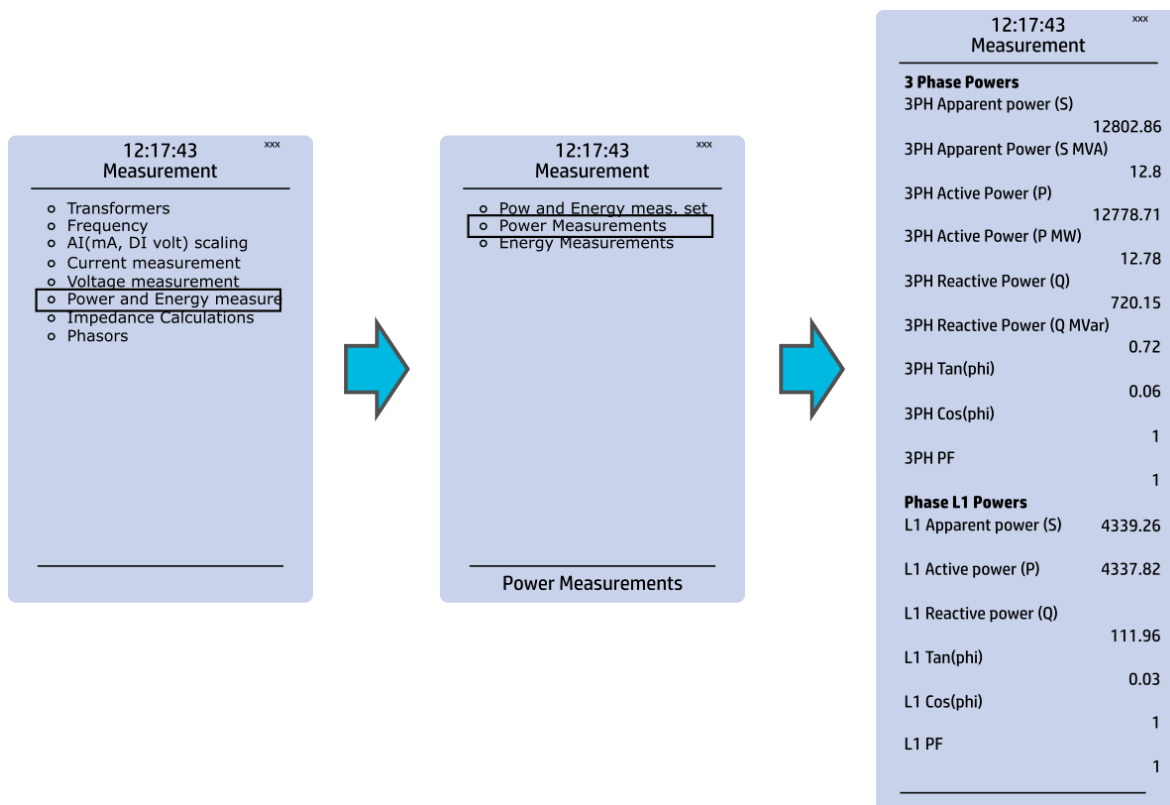 12:17:43 xxx
Measurement
Transformers
Frequency
AI(mA, DI volt) scaling
Current measurement
Voltage measurement
Power and Energy measure
Impedance Calculations
Phasors
12:17:43 xxx
Measurement
Pow and Energy meas. set
Power Measurements
Energy Measurements
Power Measurements
12:17:43 xxx
Measurement
3 Phase Powers
3PH Apparent power (S)
12802.86
3PH Apparent Power (S MVA)
12.8
3PH Active Power (P)
12778.71
3PH Active Power (P MW)
12.78
3PH Reactive Power (Q)
720.15
3PH Reactive Power (Q MVar)
0.72
3PH Tan(phi)
0.06
3PH Cos(phi)
1
3PH PF
1
Phase L1 Powers
L1 Apparent power (S) 4339.26
L1 Active power (P) 4337.82
L1 Reactive power (Q)
111.96
L1 Tan(phi)
0.03
L1 Cos(phi)
1
L1 PF
1